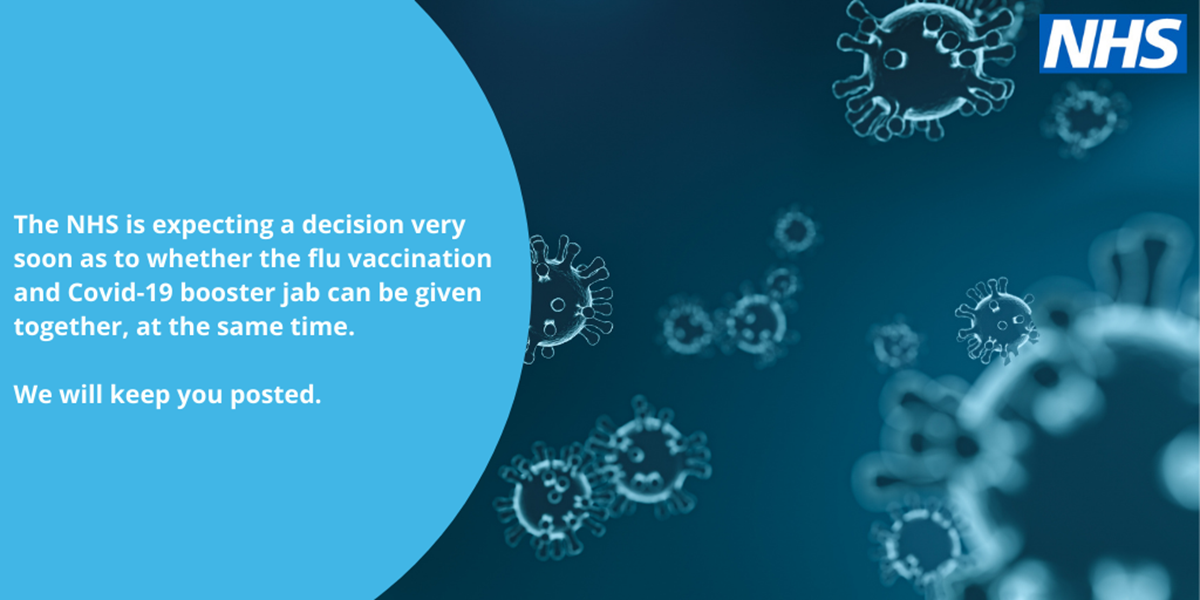 NHS
The NHS is expecting a decision very
soon as to whether the flu vaccination
and Covid-19 booster jab can be given
together, at the same time.
We will keep you posted.